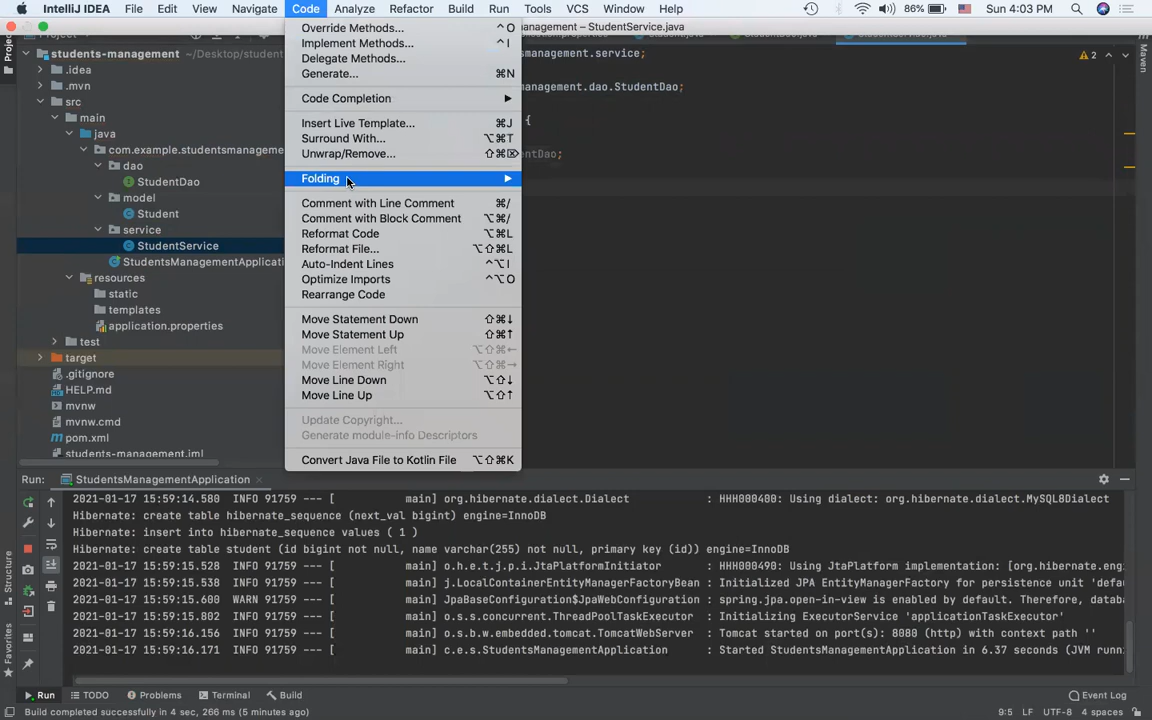 IntelliJ IDEA File Edit View Navigate Code Analyze Refactor Build Run Tools VCS Window Help 86% Sun 4:03 PM
management – StudentService.java
Project
students-management ~/Desktop/studen
.idea
.mvn
src
main
java
com.example.studentsmanageme
dao
StudentDao
model
Student
service
StudentService
StudentsManagementApplicati
resources
static
templates
application.properties
test
target
.gitignore
HELP.md
mvnw
mvnw.cmd
pom.xml
students-management.iml
Override Methods... ^ O
Implement Methods... ^ I
Delegate Methods...
Generate... ⌘N
Code Completion
Insert Live Template... ⌘J
Surround With... ⌥⌘T
Unwrap/Remove... ⇧⌘⌦
Folding
Comment with Line Comment ⌘/
Comment with Block Comment ⌥⌘/
Reformat Code ⌥⌘L
Reformat File... ⌥⇧⌘L
Auto-Indent Lines ^⌥I
Optimize Imports ^⌥O
Rearrange Code
Move Statement Down ⇧⌘↓
Move Statement Up ⇧⌘↑
Move Element Left ⌥⇧⌘←
Move Element Right ⌥⇧⌘→
Move Line Down ⌥⇧↓
Move Line Up ⌥⇧↑
Update Copyright...
Generate module-info Descriptors
Convert Java File to Kotlin File ⌥⇧⌘K
management.service;
management.dao.StudentDao;
{
entDao;
2
Maven
Run: StudentsManagementApplication
2021-01-17 15:59:14.580 INFO 91759 --- [ main] org.hibernate.dialect.Dialect : HHH000400: Using dialect: org.hibernate.dialect.MySQL8Dialect
Hibernate: create table hibernate_sequence (next_val bigint) engine=InnoDB
Hibernate: insert into hibernate_sequence values ( 1 )
Hibernate: create table student (id bigint not null, name varchar(255) not null, primary key (id)) engine=InnoDB
2021-01-17 15:59:15.528 INFO 91759 --- [ main] o.h.e.t.j.p.i.JtaPlatformInitiator : HHH000490: Using JtaPlatform implementation: [org.hibernate.eng
2021-01-17 15:59:15.538 INFO 91759 --- [ main] j.LocalContainerEntityManagerFactoryBean : Initialized JPA EntityManagerFactory for persistence unit 'defau
2021-01-17 15:59:15.600 WARN 91759 --- [ main] JpaBaseConfiguration$JpaWebConfiguration : spring.jpa.open-in-view is enabled by default. Therefore, datab
2021-01-17 15:59:15.802 INFO 91759 --- [ main] o.s.s.concurrent.ThreadPoolTaskExecutor : Initializing ExecutorService 'applicationTaskExecutor'
2021-01-17 15:59:16.156 INFO 91759 --- [ main] o.s.b.w.embedded.tomcat.TomcatWebServer : Tomcat started on port(s): 8080 (http) with context path ''
2021-01-17 15:59:16.171 INFO 91759 --- [ main] c.e.s.StudentsManagementApplication : Started StudentsManagementApplication in 6.37 seconds (JVM runn
Structure
Favorites
Run TODO Problems Terminal Build Event Log
Build completed successfully in 4 sec, 266 ms (5 minutes ago) 9:5 LF UTF-8 4 spaces